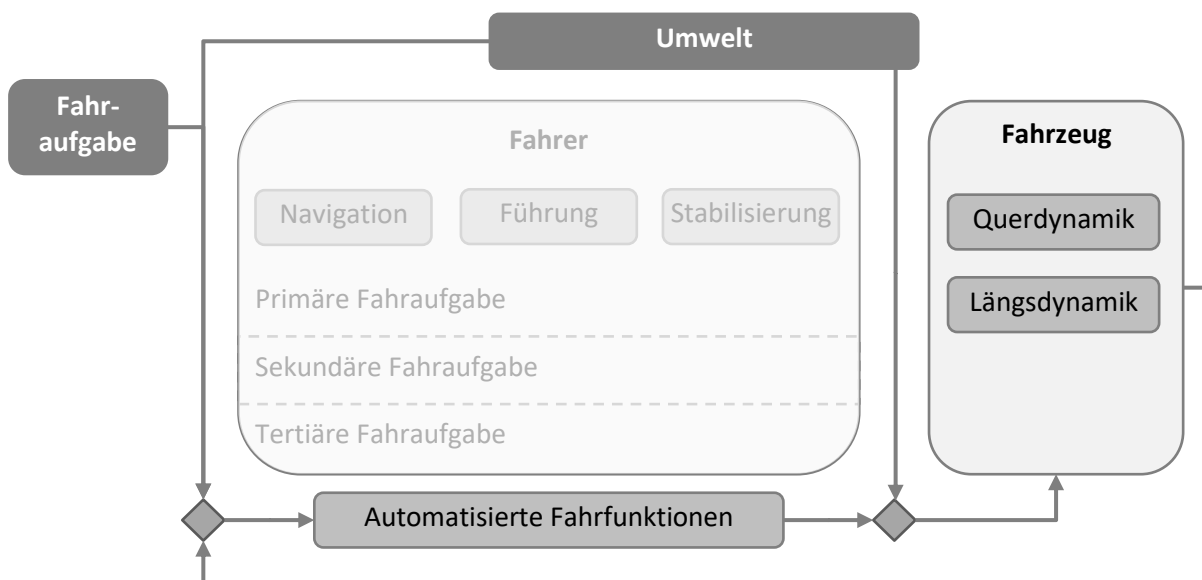 Umwelt
Fahr-
aufgabe
Fahrer
Navigation
Führung
Stabilisierung
Primäre Fahraufgabe
Sekundäre Fahraufgabe
Tertiäre Fahraufgabe
Fahrzeug
Querdynamik
Längsdynamik
Automatisierte Fahrfunktionen